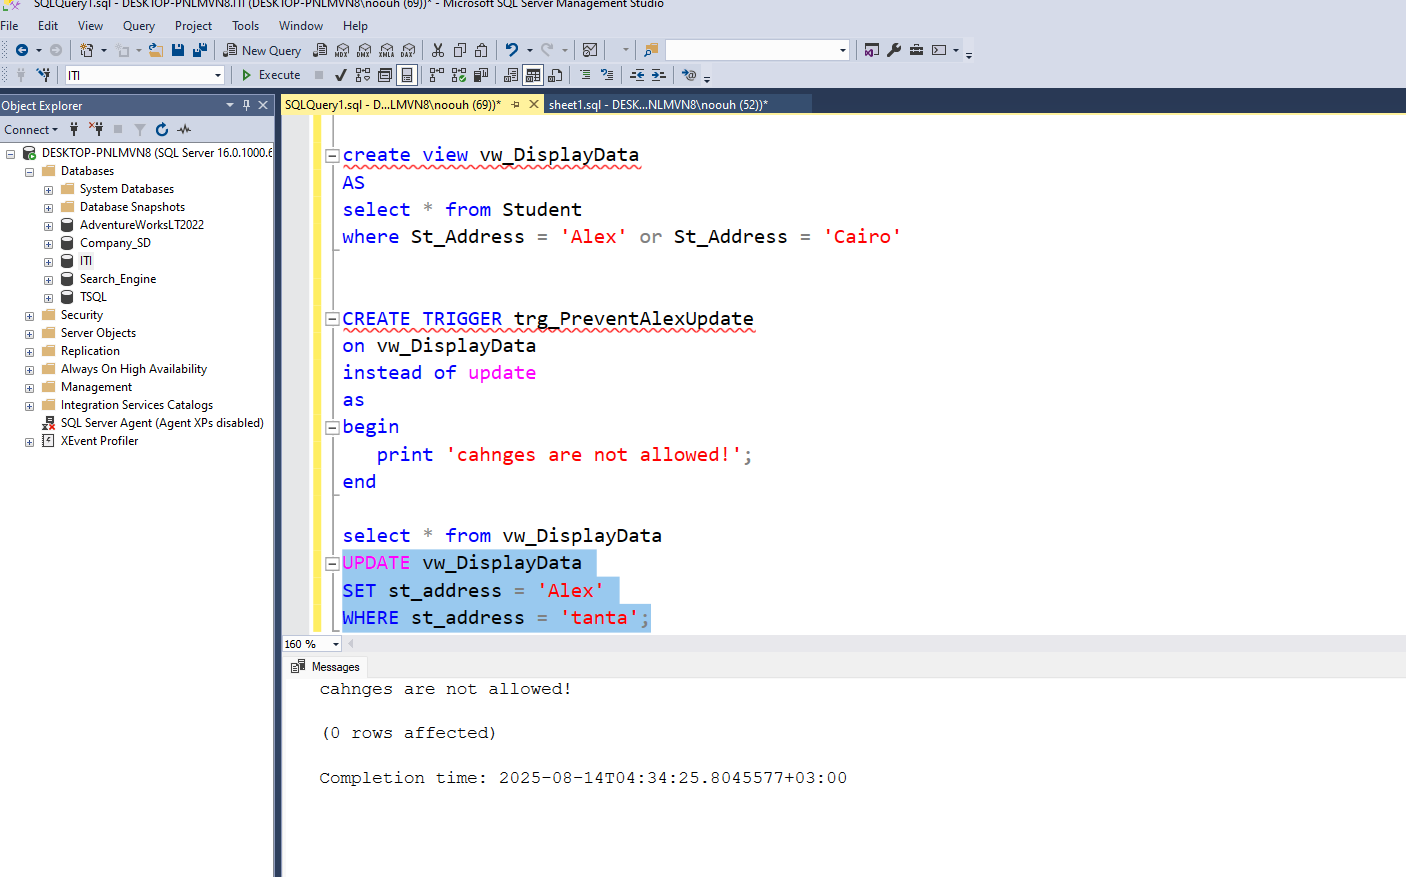 SQLQuery1.sql - DESKTOP-PNLMVN8.ITI (DESKTOP-PNLMVN8\noouh (69))* - Microsoft SQL Server Management Studio
File Edit View Query Project Tools Window Help
New Query MDX DMX XMLA DAX
ITI Execute
Object Explorer
SQLQuery1.sql - D...LMVN8\noouh (69))* sheet1.sql - DESK...NLMVN8\noouh (52))*
Connect
DESKTOP-PNLMVN8 (SQL Server 16.0.1000.6
Databases
System Databases
Database Snapshots
AdventureWorksLT2022
Company_SD
ITI
Search_Engine
TSQL
Security
Server Objects
Replication
Always On High Availability
Management
Integration Services Catalogs
SQL Server Agent (Agent XPs disabled)
XEvent Profiler
create view vw_DisplayData
AS
select * from Student
where St_Address = 'Alex' or St_Address = 'Cairo'
CREATE TRIGGER trg_PreventAlexUpdate
on vw_DisplayData
instead of update
as
begin
print 'cahnges are not allowed!';
end
select * from vw_DisplayData
UPDATE vw_DisplayData
SET st_address = 'Alex'
WHERE st_address = 'tanta';
160 %
Messages
cahnges are not allowed!
(0 rows affected)
Completion time: 2025-08-14T04:34:25.8045577+03:00